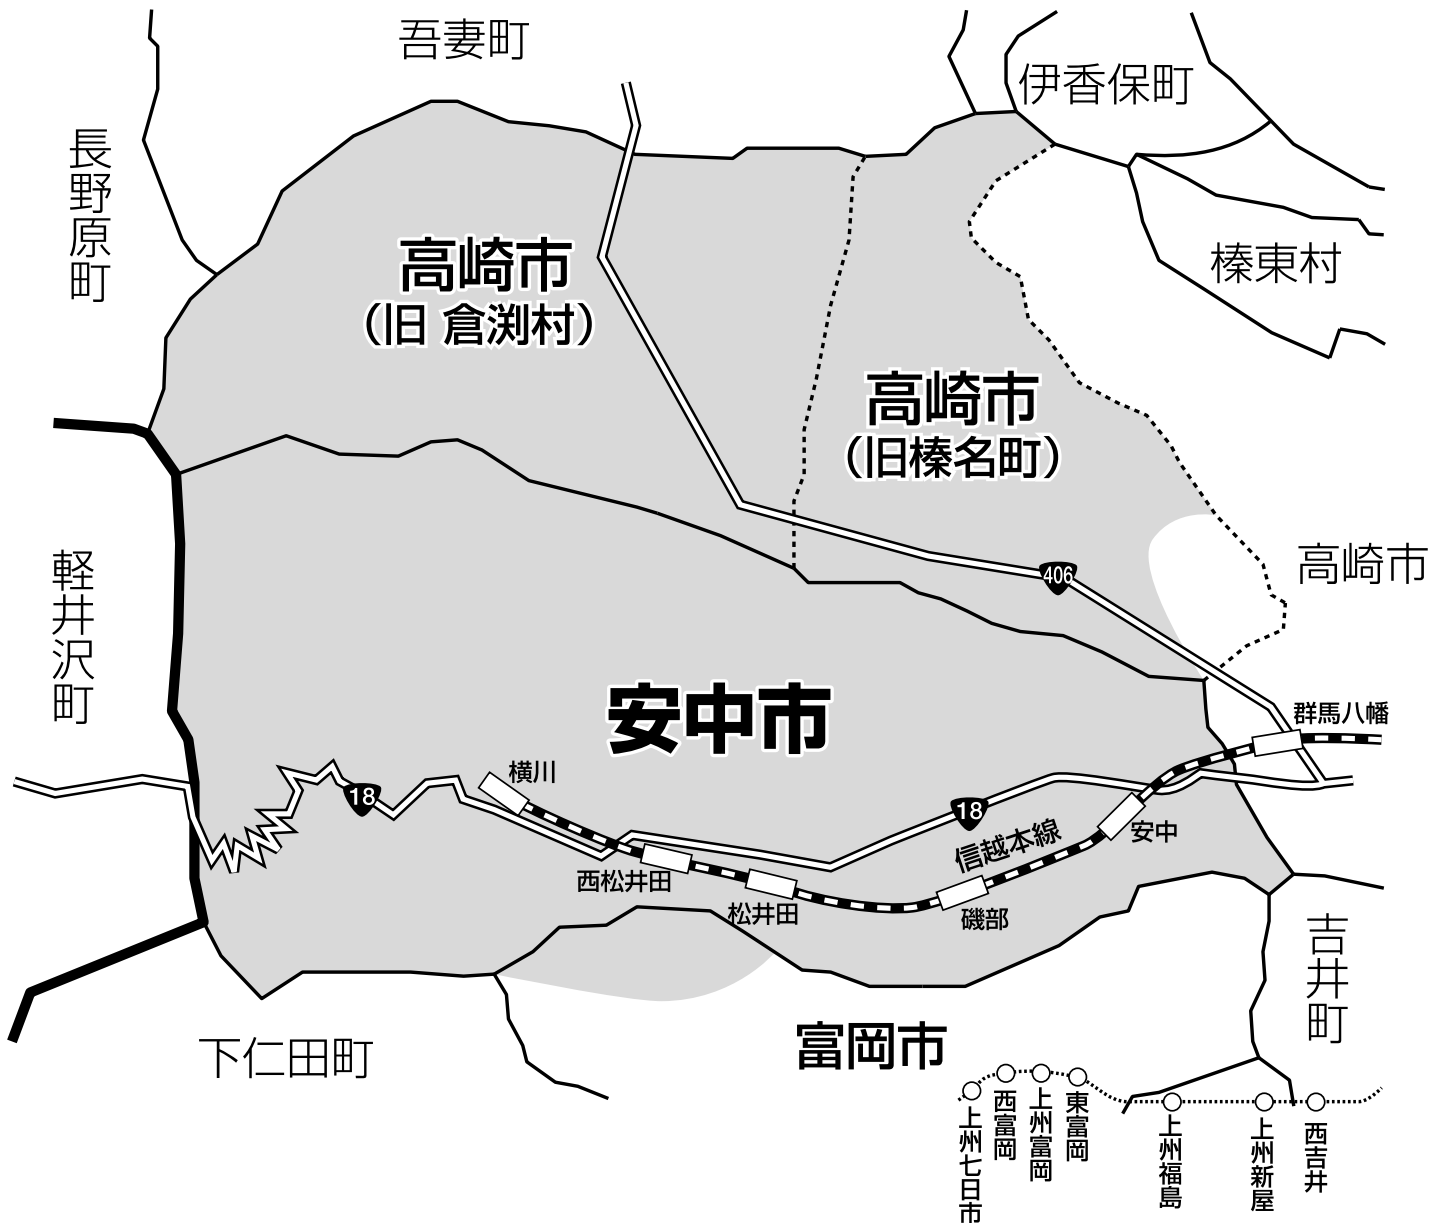 吾妻町
伊香保町
長野原町
榛東村
高崎市
（旧 倉渕村）
高崎市
（旧榛名町）
高崎市
軽井沢町
406
安中市
群馬八幡
横川
18
18
安中
信越本線
西松井田
松井田
磯部
吉井町
下仁田町
富岡市
上州七日市
西富岡
上州富岡
東富岡
上州福島
上州新屋
西吉井